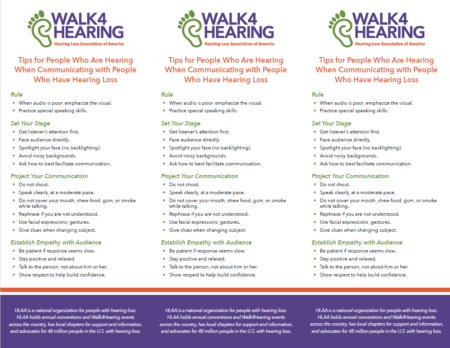 WALK4
HEARING
Hearing Loss Association of America
Tips for People Who Are Hearing
When Communicating with People
Who Have Hearing Loss
Rule
• When audio is poor, emphasize the visual.
• Practice special speaking skills.
Set Your Stage
• Get listener's attention first.
• Face audience directly.
• Spotlight your face (no backlighting).
• Avoid noisy backgrounds.
• Ask how to best facilitate communication.
Project Your Communication
• Do not shout.
• Speak clearly, at a moderate pace.
• Do not cover your mouth, chew food, gum, or smoke
while talking.
• Rephrase if you are not understood.
• Use facial expressions, gestures.
• Give clues when changing subject.
Establish Empathy with Audience
• Be patient if response seems slow.
• Stay positive and relaxed.
• Talk to the person, not about him or her.
• Show respect to help build confidence.
HLAA is a national organization for people with hearing loss.
HLAA holds annual conventions and Walk4Hearing events
across the country, has local chapters for support and information,
and advocates for 48 million people in the U.S. with hearing loss.
WALK4
HEARING
Hearing Loss Association of America
Tips for People Who Are Hearing
When Communicating with People
Who Have Hearing Loss
Rule
• When audio is poor, emphasize the visual.
• Practice special speaking skills.
Set Your Stage
• Get listener's attention first.
• Face audience directly.
• Spotlight your face (no backlighting).
• Avoid noisy backgrounds.
• Ask how to best facilitate communication.
Project Your Communication
• Do not shout.
• Speak clearly, at a moderate pace.
• Do not cover your mouth, chew food, gum, or smoke
while talking.
• Rephrase if you are not understood.
• Use facial expressions, gestures.
• Give clues when changing subject.
Establish Empathy with Audience
• Be patient if response seems slow.
• Stay positive and relaxed.
• Talk to the person, not about him or her.
• Show respect to help build confidence.
HLAA is a national organization for people with hearing loss.
HLAA holds annual conventions and Walk4Hearing events
across the country, has local chapters for support and information,
and advocates for 48 million people in the U.S. with hearing loss.
WALK4
HEARING
Hearing Loss Association of America
Tips for People Who Are Hearing
When Communicating with People
Who Have Hearing Loss
Rule
• When audio is poor, emphasize the visual.
• Practice special speaking skills.
Set Your Stage
• Get listener's attention first.
• Face audience directly.
• Spotlight your face (no backlighting).
• Avoid noisy backgrounds.
• Ask how to best facilitate communication.
Project Your Communication
• Do not shout.
• Speak clearly, at a moderate pace.
• Do not cover your mouth, chew food, gum, or smoke
while talking.
• Rephrase if you are not understood.
• Use facial expressions, gestures.
• Give clues when changing subject.
Establish Empathy with Audience
• Be patient if response seems slow.
• Stay positive and relaxed.
• Talk to the person, not about him or her.
• Show respect to help build confidence.
HLAA is a national organization for people with hearing loss.
HLAA holds annual conventions and Walk4Hearing events
across the country, has local chapters for support and information,
and advocates for 48 million people in the U.S. with hearing loss.